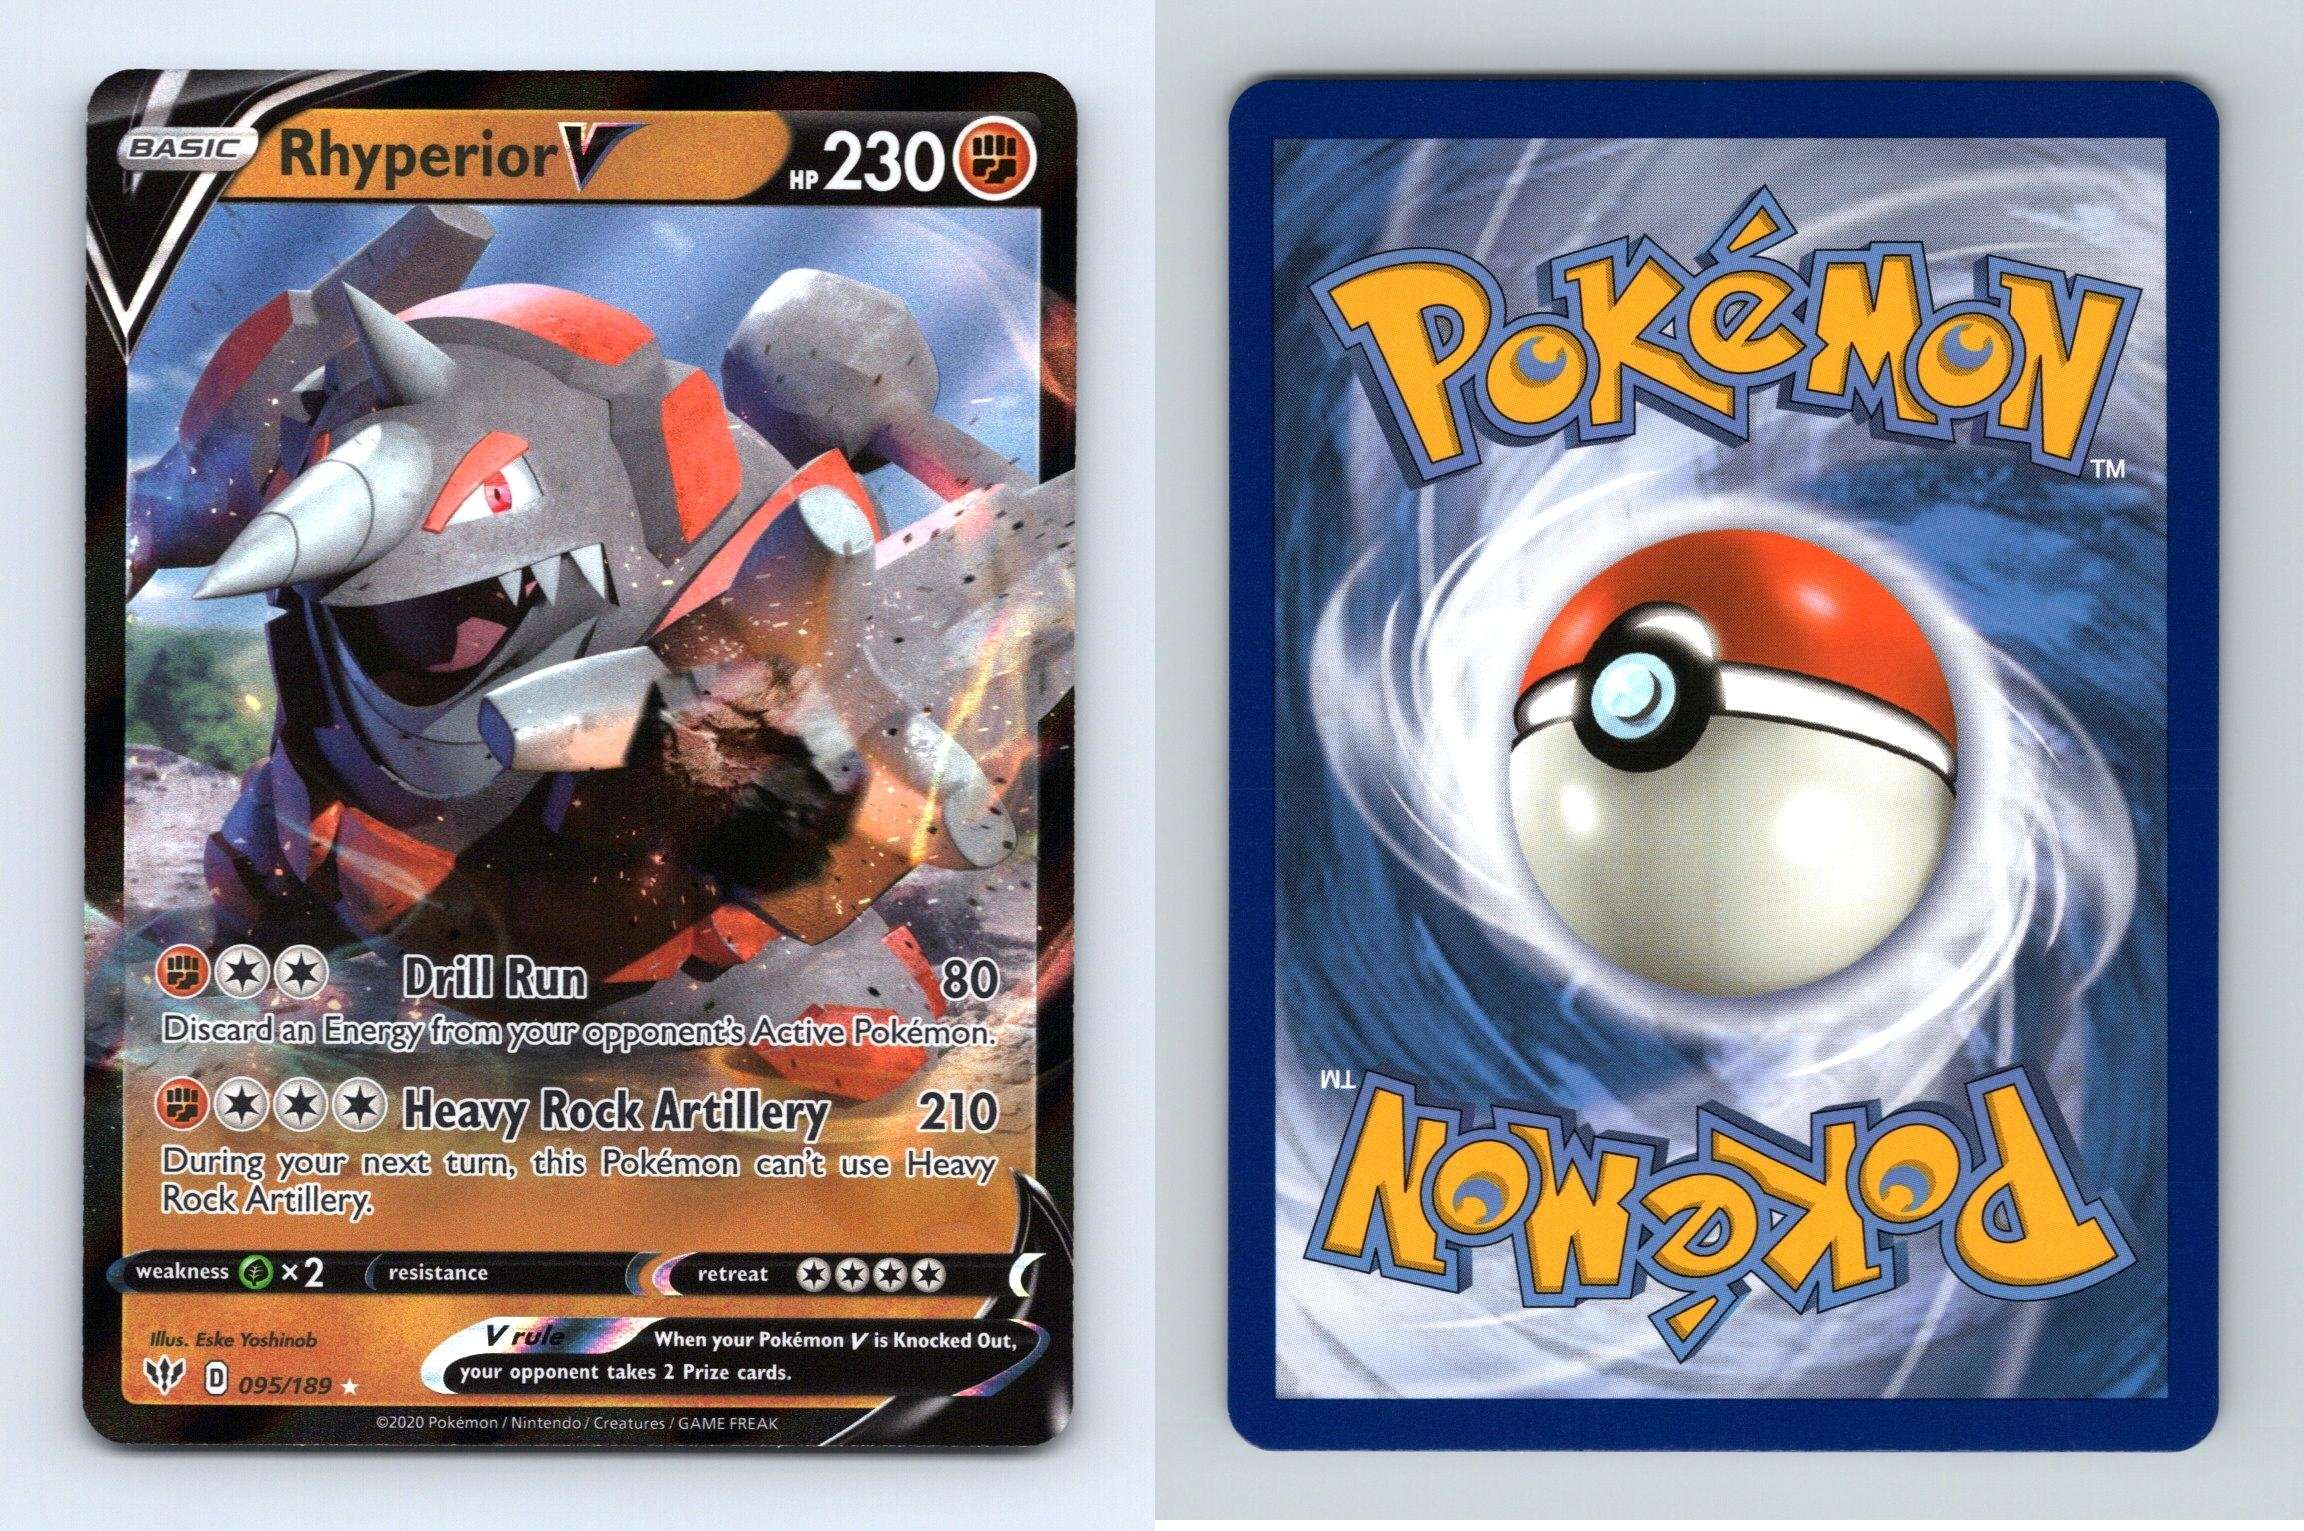 BASIC Rhyperior V HP 230
Drill Run 80
Discard an Energy from your opponent's Active Pokémon.
Heavy Rock Artillery 210
During your next turn, this Pokémon can't use Heavy
Rock Artillery.
weakness ×2 resistance retreat
Illus. Eske Yoshinob
V rule When your Pokémon V is Knocked Out,
your opponent takes 2 Prize cards.
D 095/189
©2020 Pokémon / Nintendo / Creatures / GAME FREAK
POKéMON
TM
TM
POKéMON